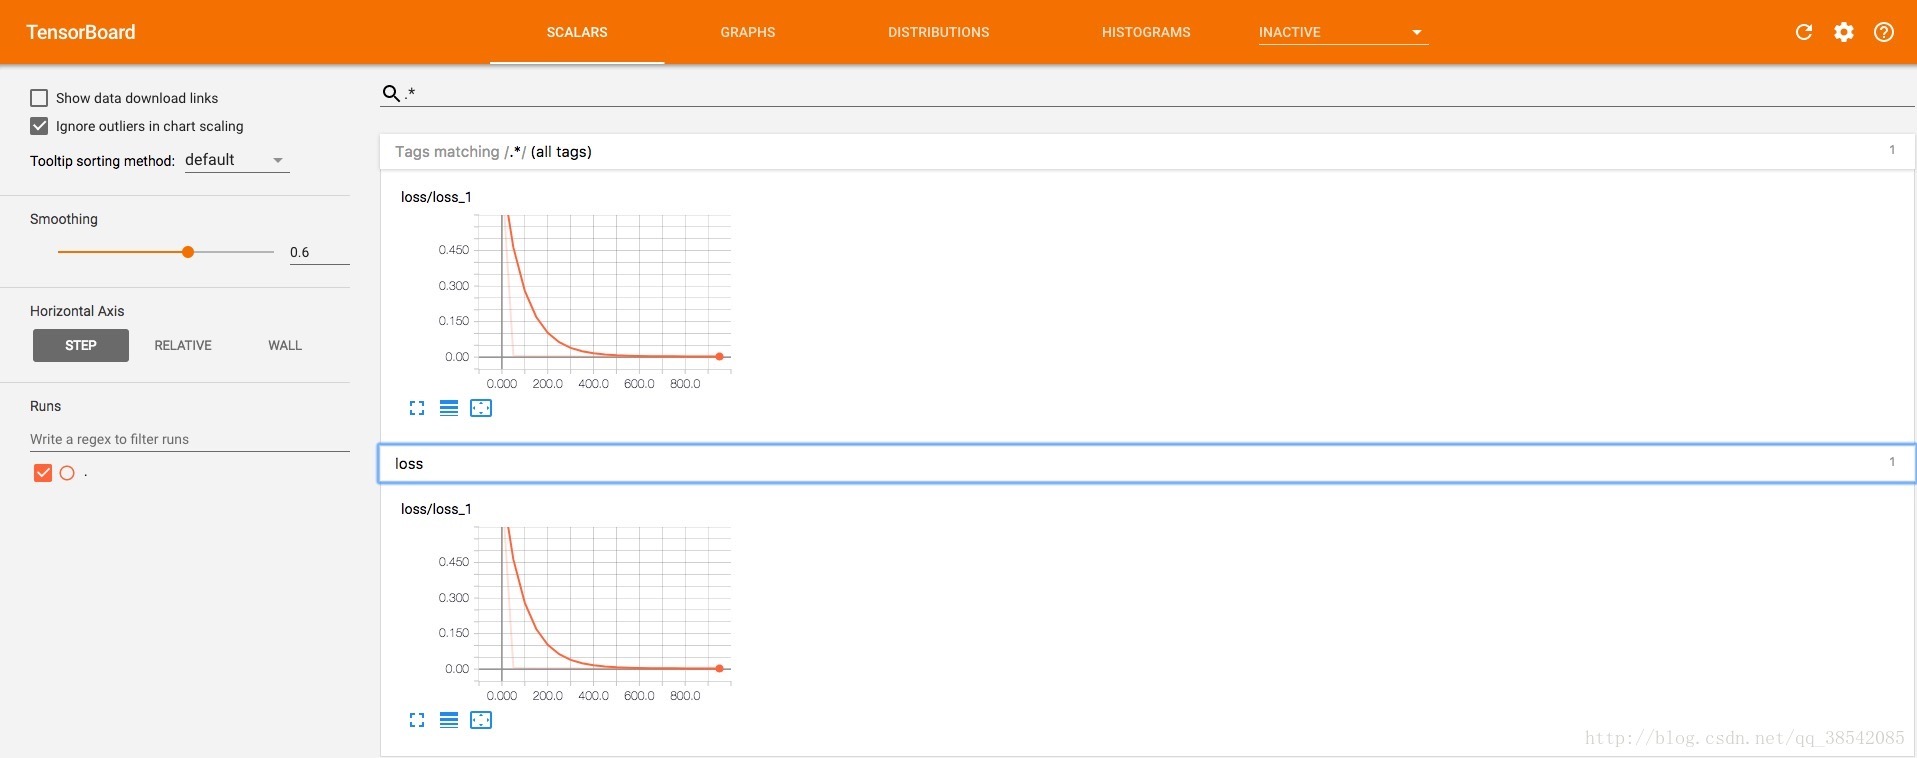 TensorBoard SCALARS GRAPHS DISTRIBUTIONS HISTOGRAMS INACTIVE
Show data download links
Ignore outliers in chart scaling
Tooltip sorting method: default
Smoothing
0.6
Horizontal Axis
STEP RELATIVE WALL
Runs
Write a regex to filter runs
.
.*
Tags matching /.*/ (all tags) 1
loss/loss_1
0.450
0.300
0.150
0.00
0.000 200.0 400.0 600.0 800.0
loss 1
loss/loss_1
0.450
0.300
0.150
0.00
0.000 200.0 400.0 600.0 800.0
http://blog.csdn.net/qq_38542085